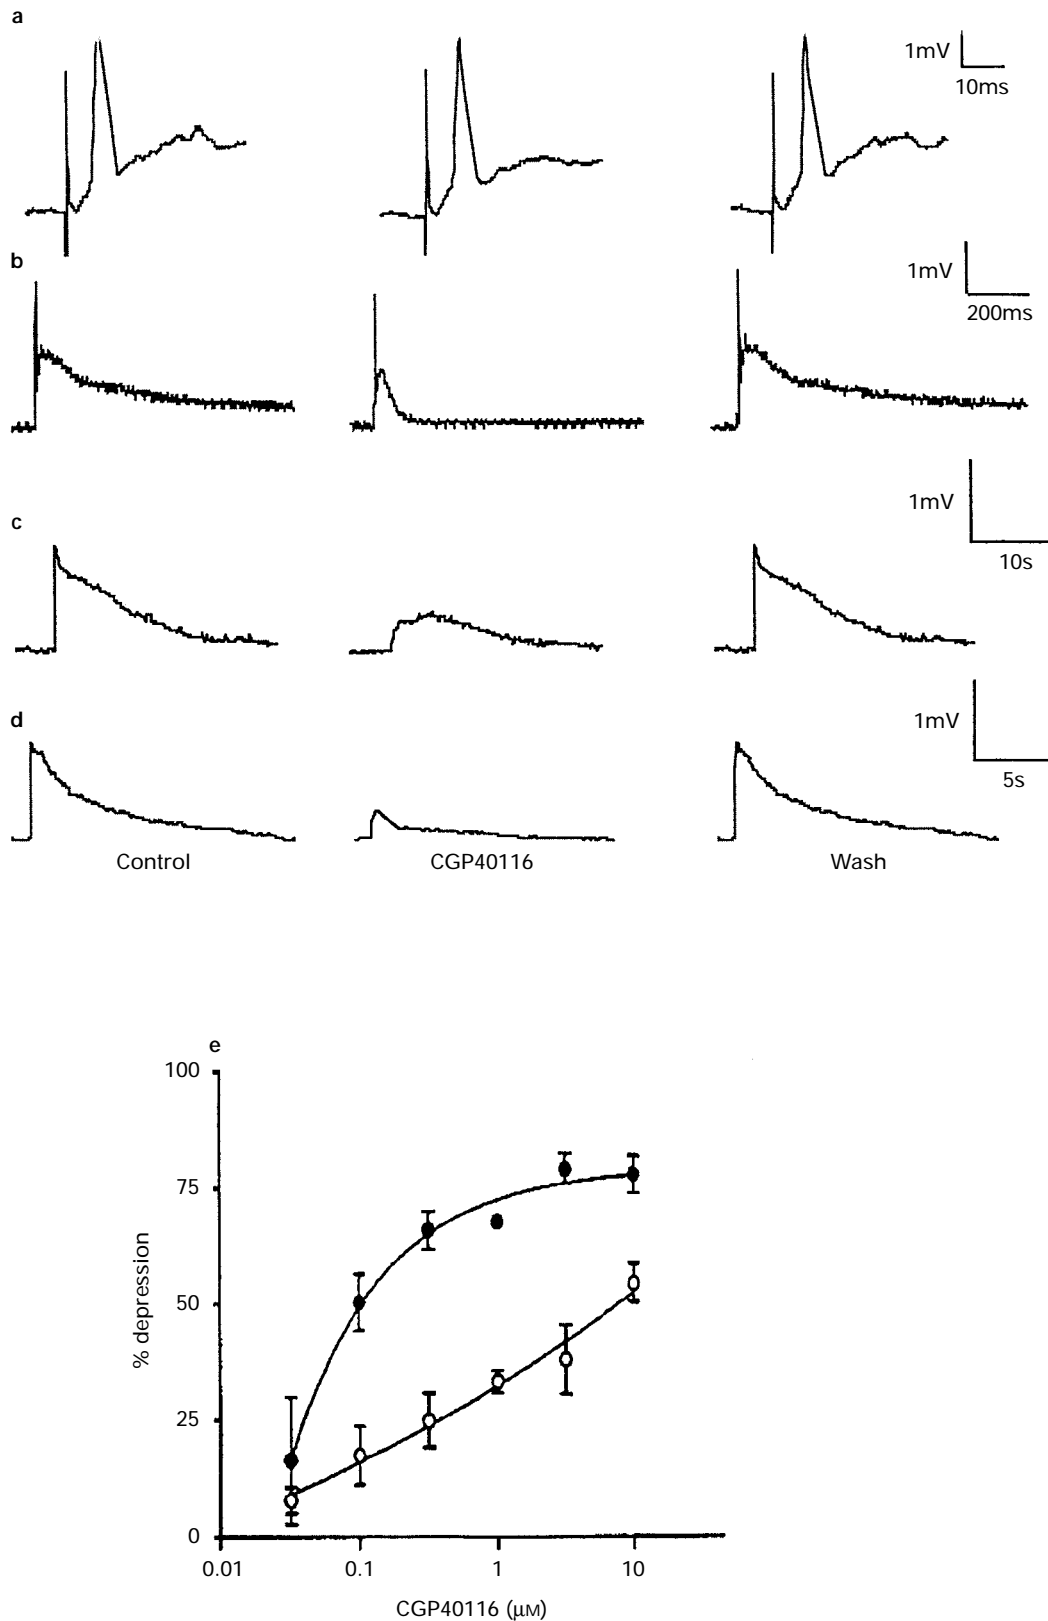 a
1mV
10ms
b
1mV
200ms
c
1mV
10s
d
1mV
5s
Control CGP40116 Wash
e
100
75
50
25
0
% depression
0.01 0.1 1 10
CGP40116 (μM)